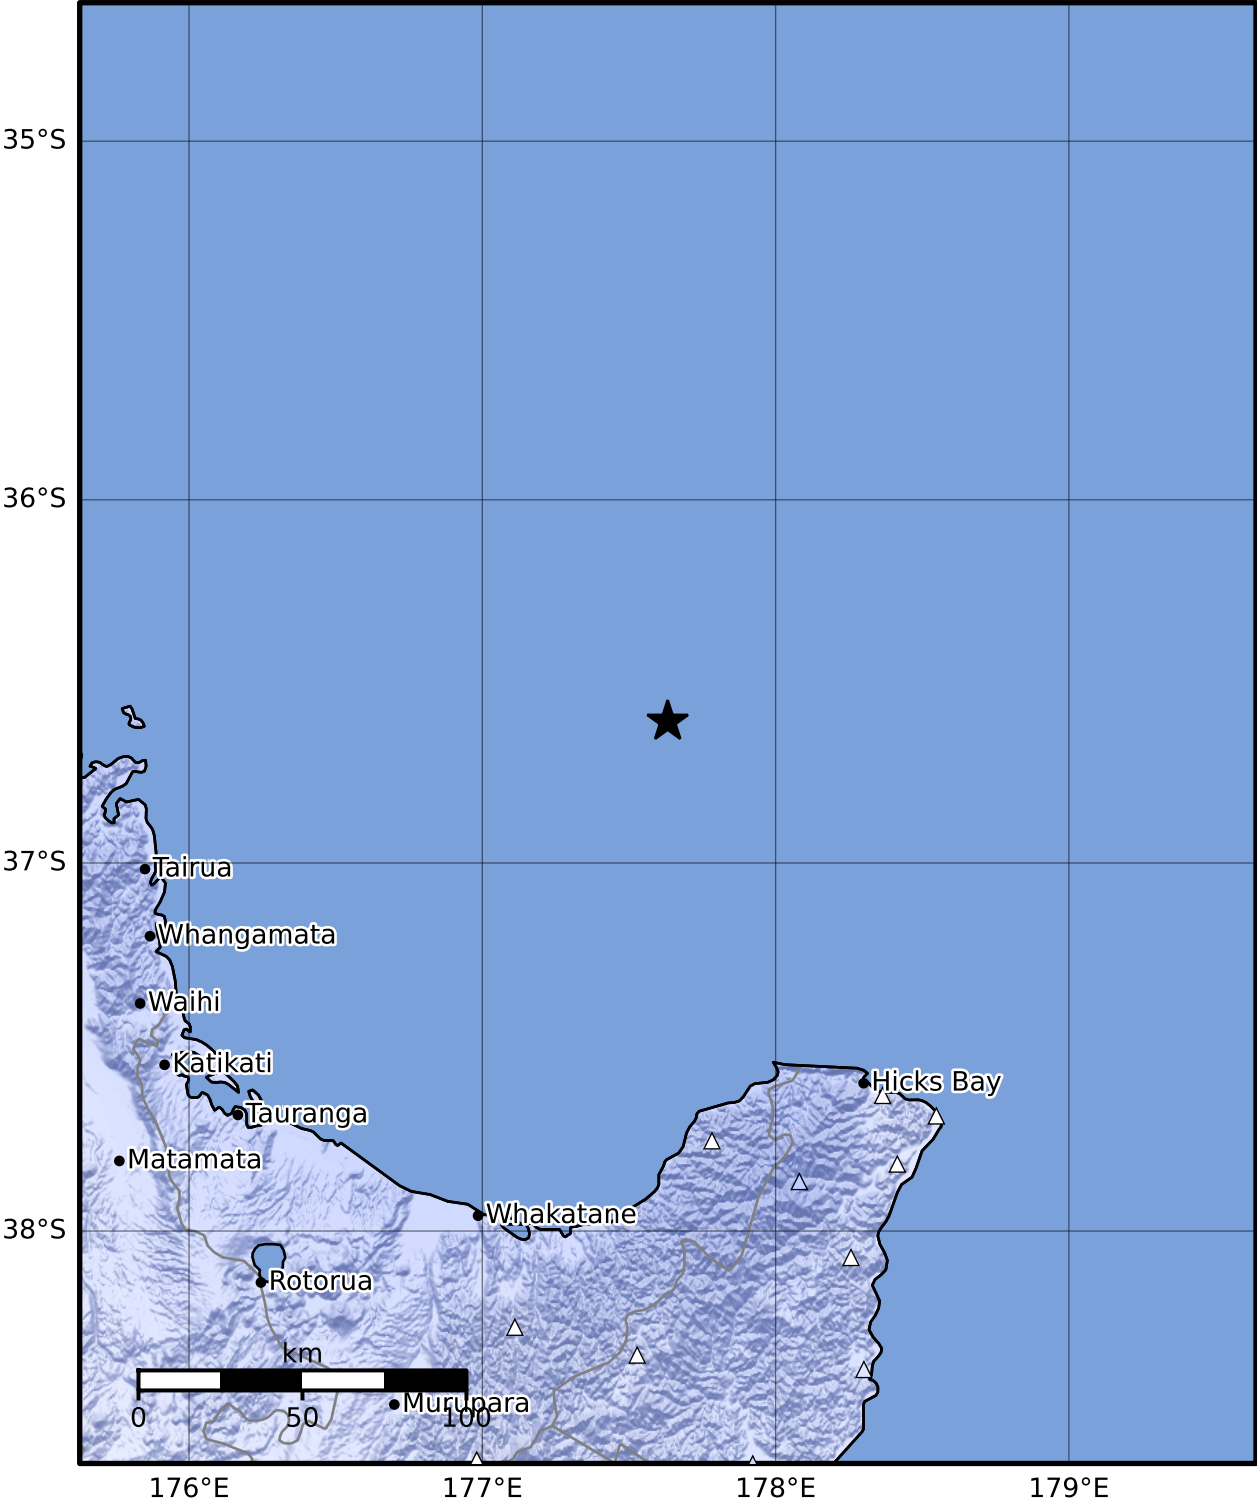 35°S
36°S
37°S
Tairua
Whangamata
Waihi
Katikati
Hicks Bay
Tauranga
Matamata
Whakatane
38°S
Rotorua
km
Murupara
0 50 100
176°E 177°E 178°E 179°E